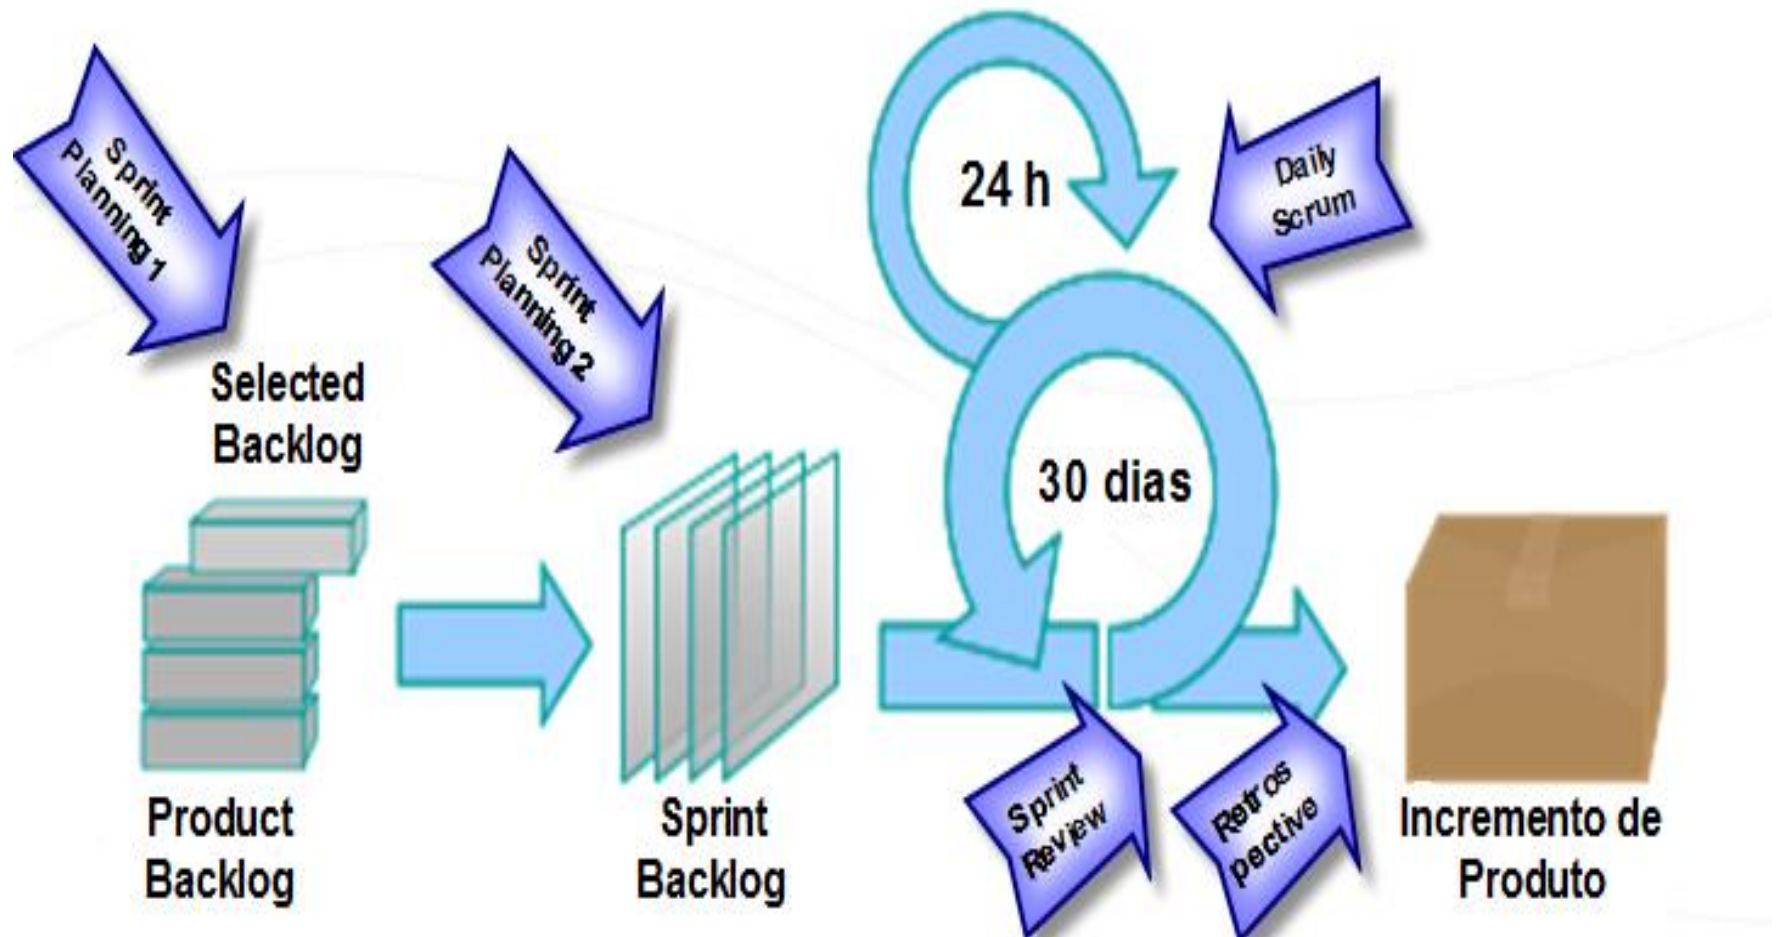 Sprint
Planning 1
Selected
Backlog
Product
Backlog
Sprint
Planning 2
Sprint
Backlog
24 h
Daily
Scrum
30 dias
Sprint
Review
Retros
pective
Incremento de
Produto